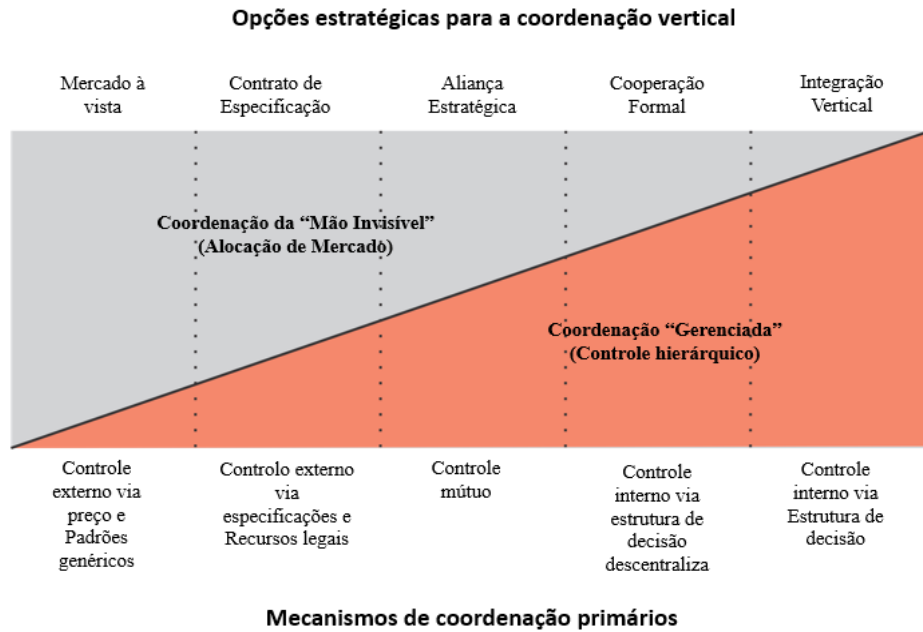 Opções estratégicas para a coordenação vertical
Mercado à
vista
Contrato de
Especificação
Aliança
Estratégica
Cooperação
Formal
Integração
Vertical
Coordenação da “Mão Invisível”
(Alocação de Mercado)
Coordenação “Gerenciada”
(Controle hierárquico)
Controle
externo via
preço e
Padrões
genéricos
Controlo externo
via
especificações e
Recursos legais
Controle
mútuo
Controle
interno via
estrutura de
decisão
descentraliza
Controle
interno via
Estrutura de
decisão
Mecanismos de coordenação primários